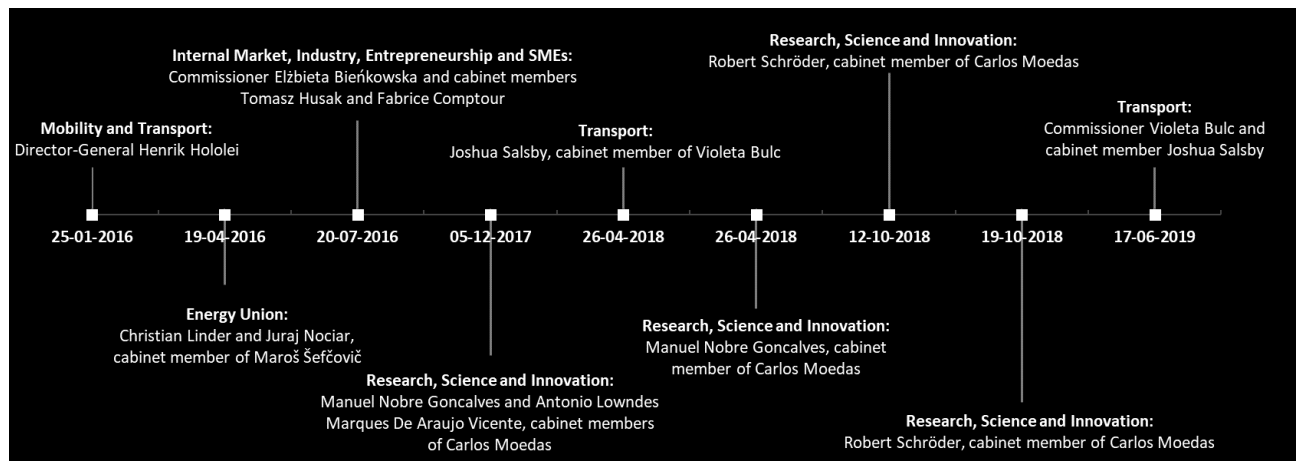 Research, Science and Innovation:
Robert Schröder, cabinet member of Carlos Moedas
Internal Market, Industry, Entrepreneurship and SMEs:
Commissioner Elżbieta Bieńkowska and cabinet members
Tomasz Husak and Fabrice Comptour
Mobility and Transport:
Director-General Henrik Hololei
Transport:
Joshua Salsby, cabinet member of Violeta Bulc
Transport:
Commissioner Violeta Bulc and
cabinet member Joshua Salsby
25-01-2016
19-04-2016
20-07-2016
05-12-2017
26-04-2018
26-04-2018
12-10-2018
19-10-2018
17-06-2019
Energy Union:
Christian Linder and Juraj Nociar,
cabinet member of Maroš Šefčovič
Research, Science and Innovation:
Manuel Nobre Goncalves and Antonio Lowndes
Marques De Araujo Vicente, cabinet members
of Carlos Moedas
Research, Science and Innovation:
Manuel Nobre Goncalves, cabinet
member of Carlos Moedas
Research, Science and Innovation:
Robert Schröder, cabinet member of Carlos Moedas